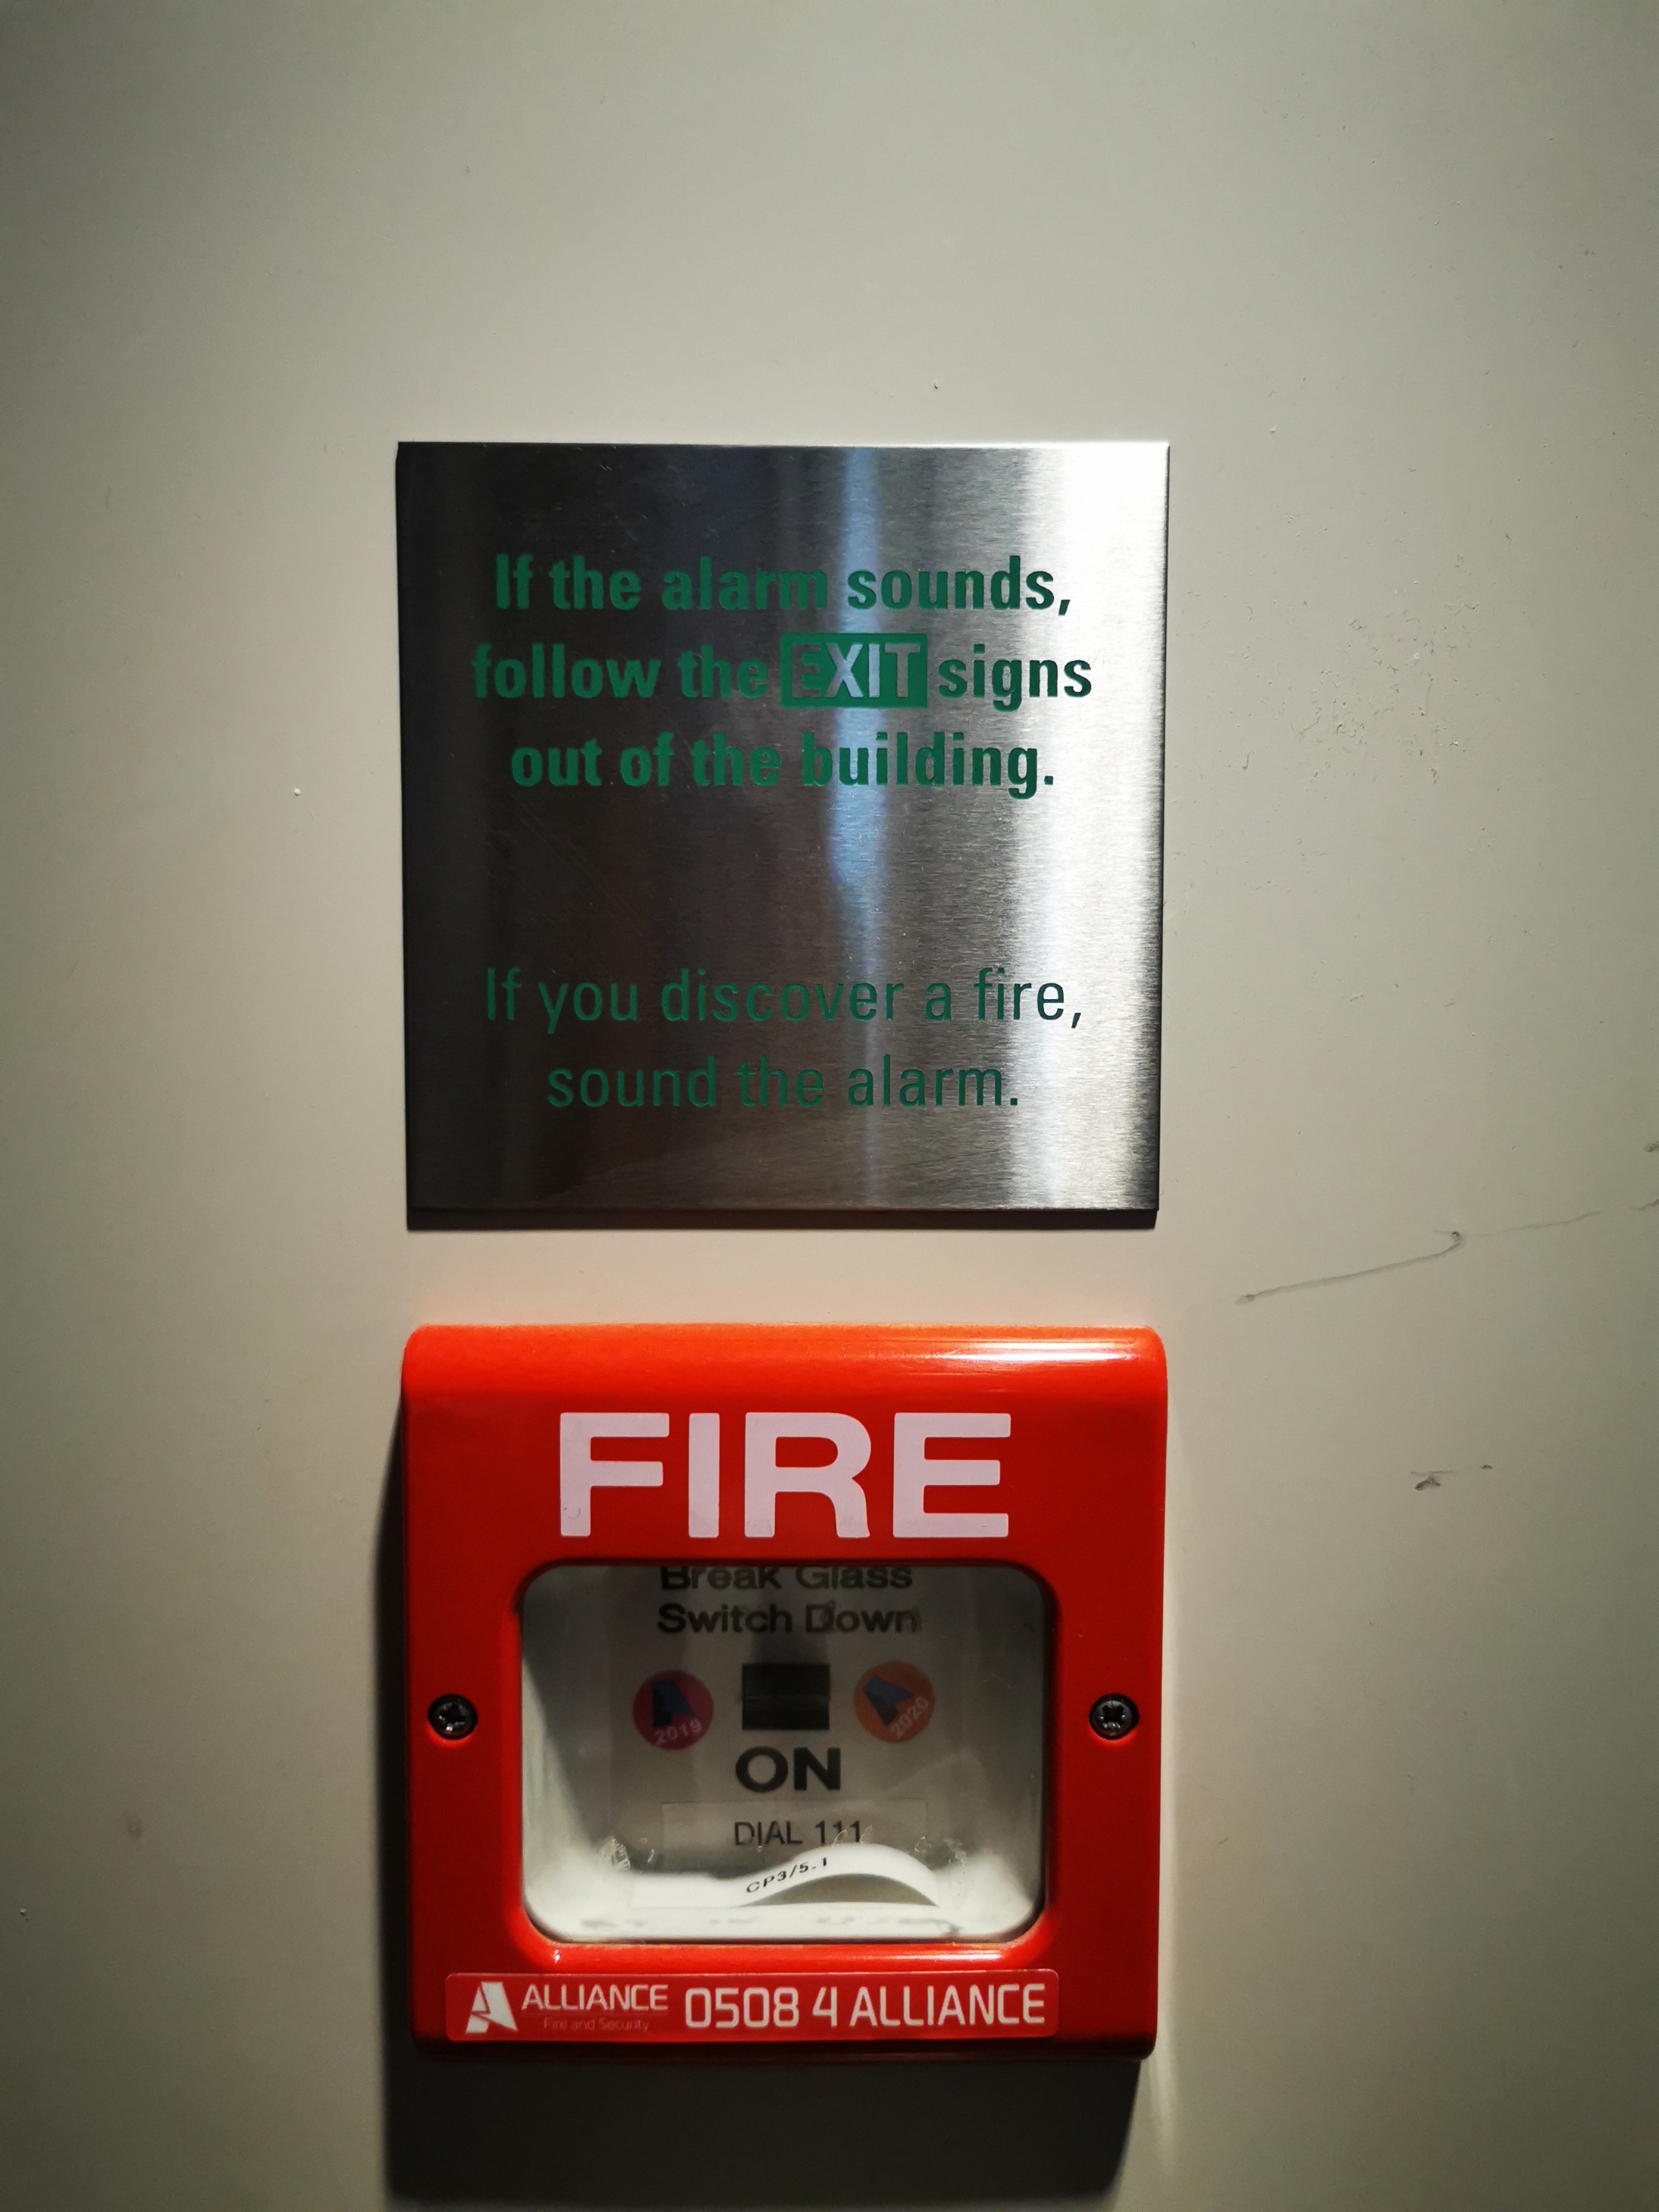 If the alarm sounds,
follow the EXIT signs
out of the building.
If you discover a fire,
sound the alarm.
FIRE
Break Glass
Switch Down
2019
2020
ON
DIAL 111
CP3/5.1
ALLIANCE
Fire and Security
0508 4 ALLIANCE